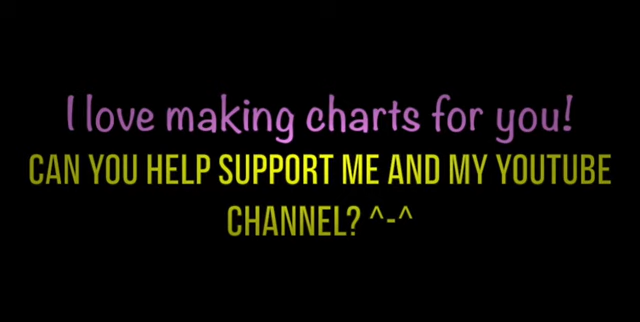 I love making charts for you!
CAN YOU HELP SUPPORT ME AND MY YOUTUBE
CHANNEL? ^-^